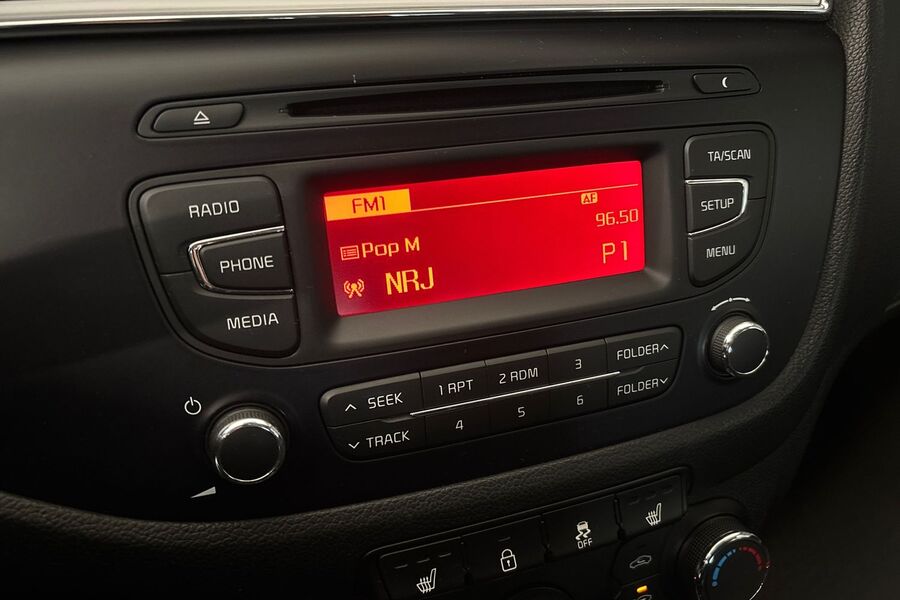 RADIO
PHONE
MEDIA
FM1
AF
96.50
Pop M
NRJ
P1
TA/SCAN
SETUP
MENU
SEEK
1 RPT
2 RDM
3
FOLDER
TRACK
4
5
6
FOLDER
OFF